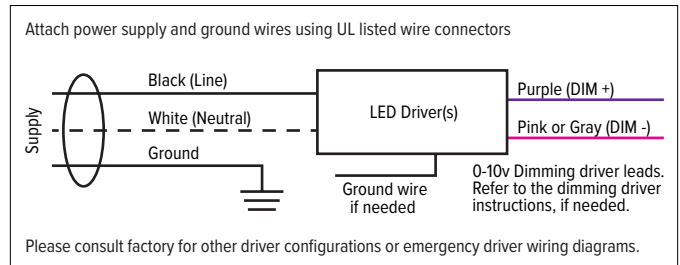 Attach power supply and ground wires using UL listed wire connectors
Supply
Black (Line)
White (Neutral)
Ground
LED Driver(s)
Ground wire
if needed
Purple (DIM +)
Pink or Gray (DIM -)
0-10v Dimming driver leads.
Refer to the dimming driver
instructions, if needed.
Please consult factory for other driver configurations or emergency driver wiring diagrams.